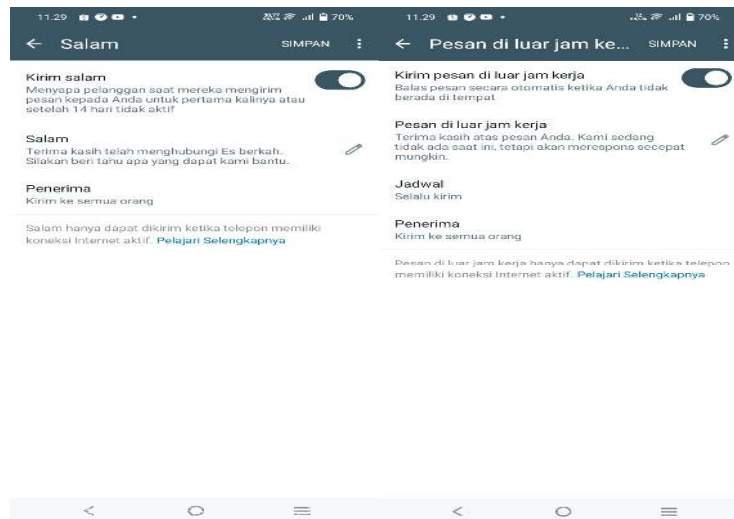 11.29
70%
Salam
SIMPAN
Kirim salam
Menyapa pelanggan saat mereka mengirim
pesan kepada Anda untuk pertama kalinya atau
setelah 14 hari tidak aktif
Salam
Terima kasih telah menghubungi Es berkah.
Silakan beri tahu apa yang dapat kami bantu.
Penerima
Kirim ke semua orang
Salam hanya dapat dikirim ketika telepon memiliki
koneksi Internet aktif. Pelajari Selengkapnya
11.29
70%
Pesan di luar jam ke...
SIMPAN
Kirim pesan di luar jam kerja
Balas pesan secara otomatis ketika Anda tidak
berada di tempat
Pesan di luar jam kerja
Terima kasih atas pesan Anda. Kami sedang
tidak ada saat ini, tetapi akan merespons secepat
mungkin.
Jadwal
Selalu kirim
Penerima
Kirim ke semua orang
Pesan di luar jam kerja hanya dapat dikirim ketika telepon
memiliki koneksi Internet aktif. Pelajari Selengkapnya